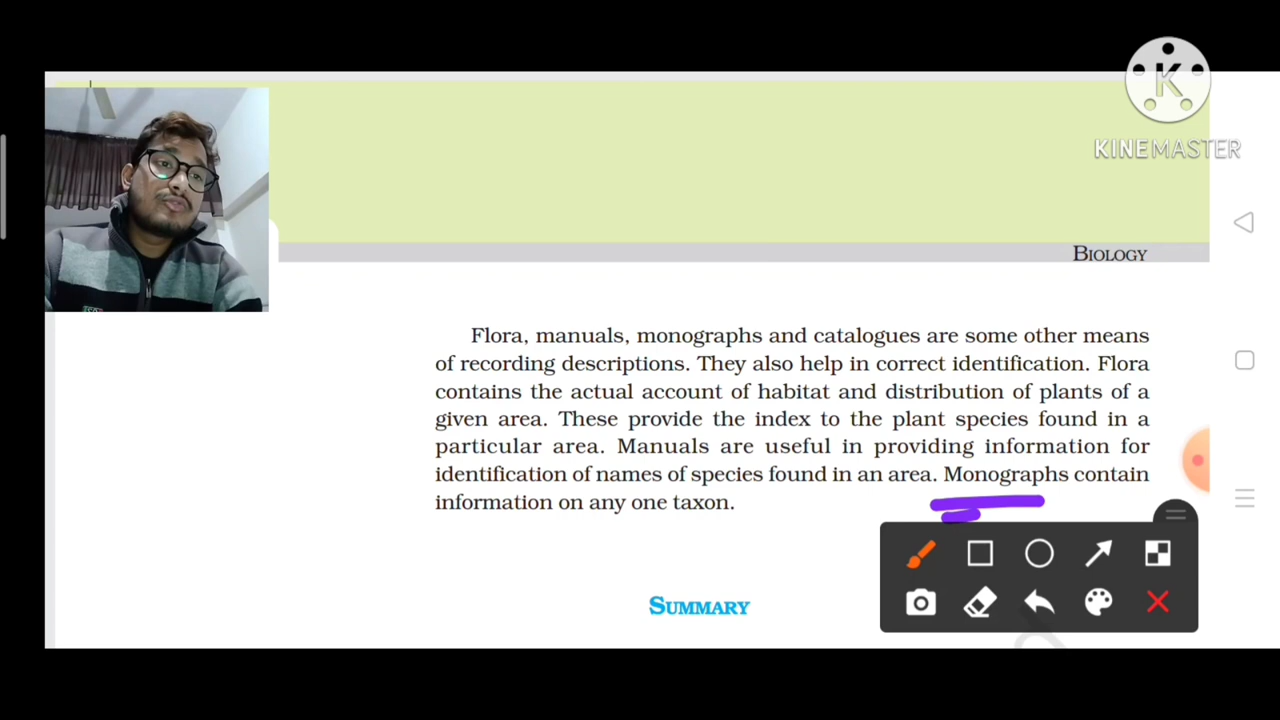 K
KINEMASTER
BIOLOGY
Flora, manuals, monographs and catalogues are some other means
of recording descriptions. They also help in correct identification. Flora
contains the actual account of habitat and distribution of plants of a
given area. These provide the index to the plant species found in a
particular area. Manuals are useful in providing information for
identification of names of species found in an area. Monographs contain
information on any one taxon.
SUMMARY